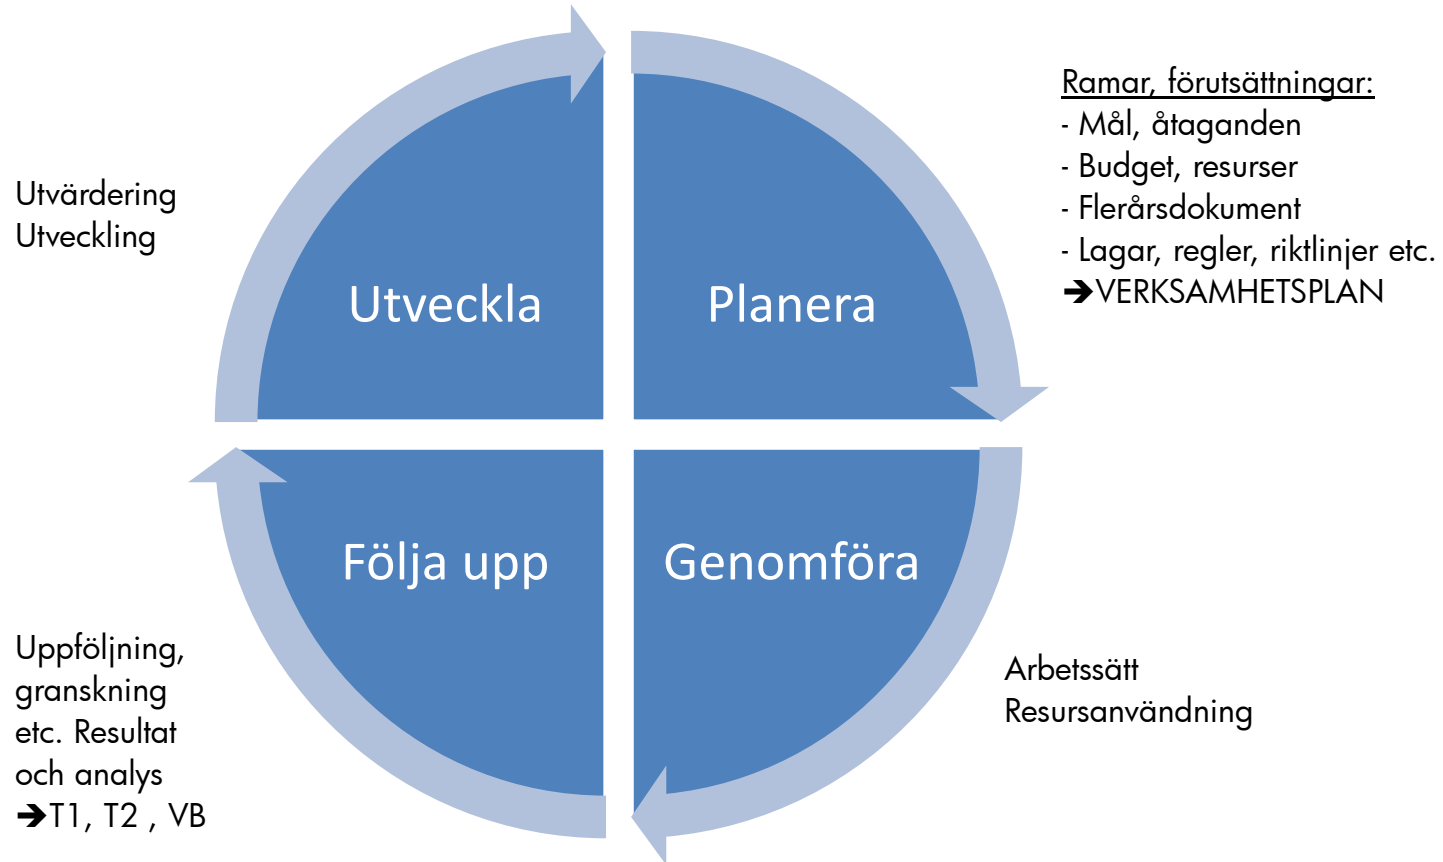 Utvärdering
Utveckling
Utveckla
Planera
Ramar, förutsättningar:
- Mål, åtaganden
- Budget, resurser
- Flerårsdokument
- Lagar, regler, riktlinjer etc.
➔VERKSAMHETSPLAN
Följa upp
Genomföra
Uppföljning,
granskning
etc. Resultat
och analys
➔T1, T2 , VB
Arbetssätt
Resursanvändning